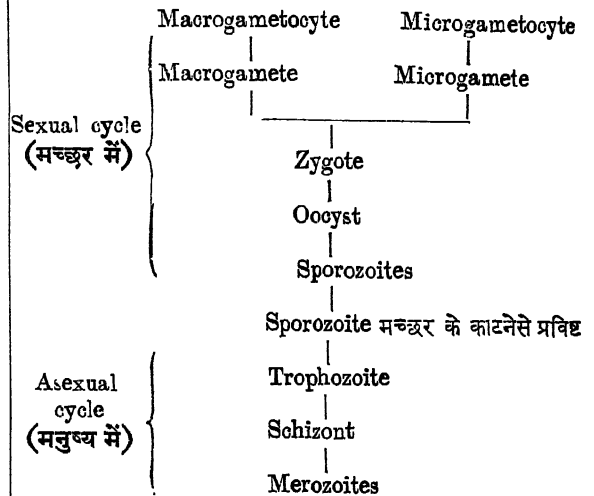 Macrogametocyte Microgametocyte
Macrogamete Microgamete
Sexual cycle
(मच्छर में)
Zygote
Oocyst
Sporozoites
Sporozoite मच्छर के काटनेसे प्रविष्ट
Asexual
cycle
(मनुष्य में)
Trophozoite
Schizont
Merozoites